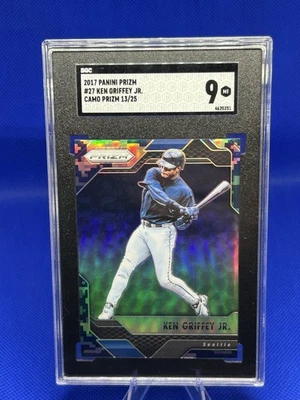 SGC
2017 PANINI PRIZM
#27 KEN GRIFFEY JR.
CAMO PRIZM 13/25
9 MT
4620251
PRIZM
KEN GRIFFEY JR.
Seattle